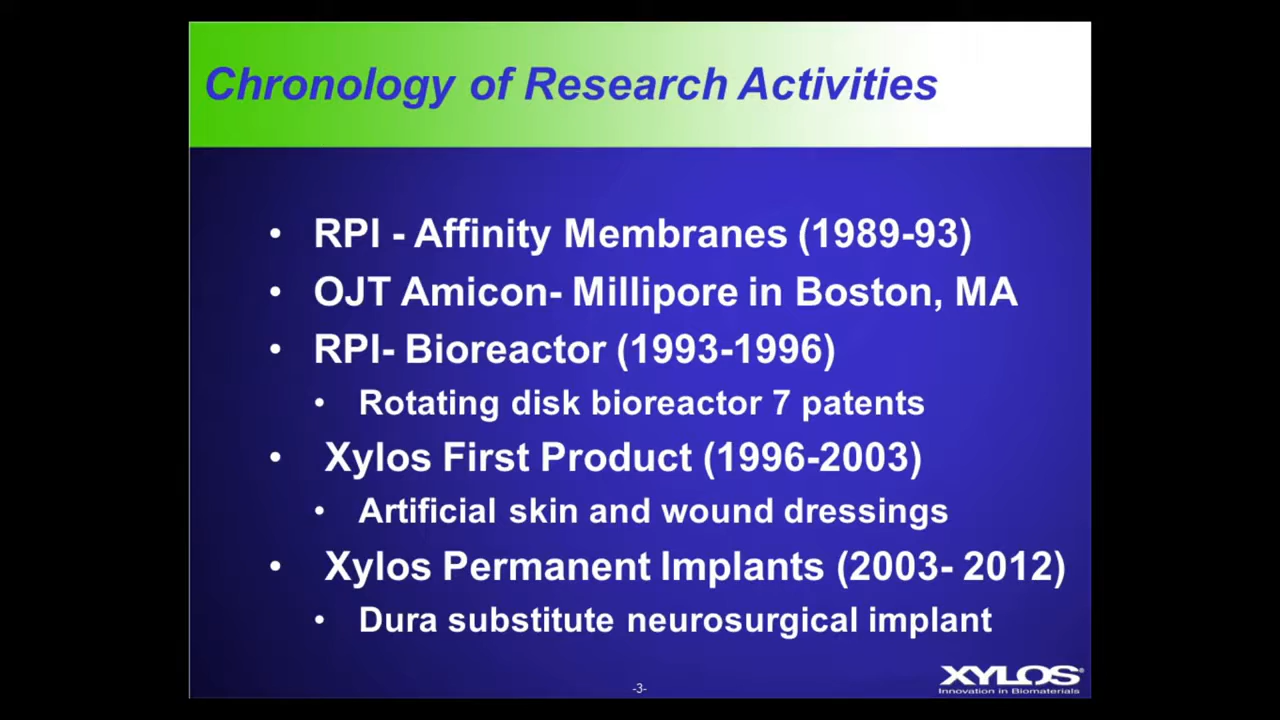 Chronology of Research Activities
• RPI - Affinity Membranes (1989-93)
• OJT Amicon- Millipore in Boston, MA
• RPI- Bioreactor (1993-1996)
• Rotating disk bioreactor 7 patents
• Xylos First Product (1996-2003)
• Artificial skin and wound dressings
• Xylos Permanent Implants (2003- 2012)
• Dura substitute neurosurgical implant
XYLOS®
Innovation in Biomaterials
-3-